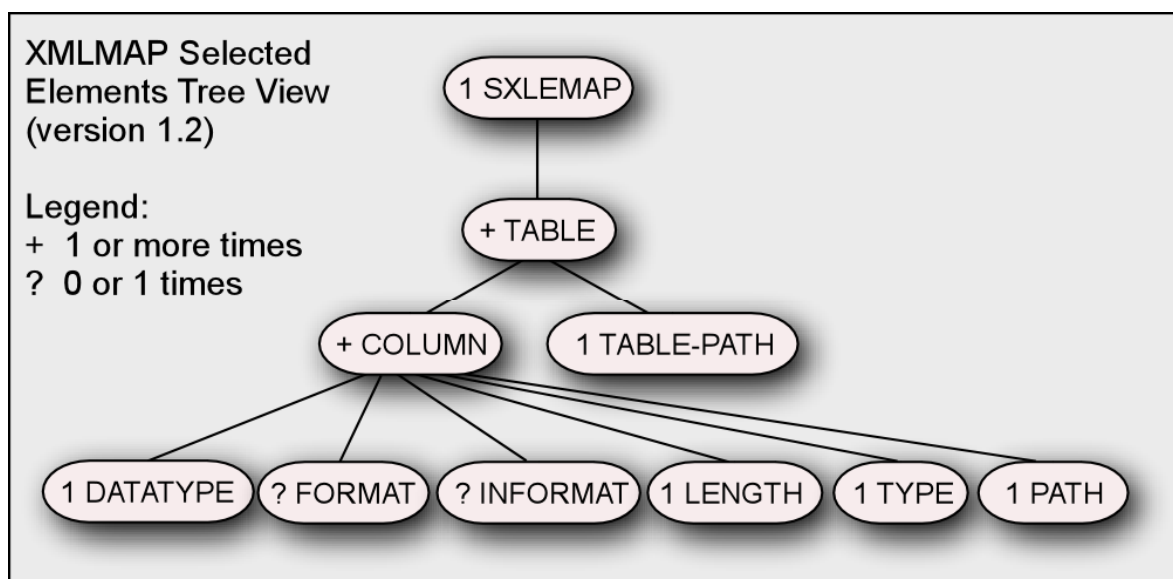 XMLMAP Selected
Elements Tree View
(version 1.2)
Legend:
+ 1 or more times
? 0 or 1 times
1 SXLEMAP
+ TABLE
+ COLUMN
1 TABLE-PATH
1 DATATYPE
? FORMAT
? INFORMAT
1 LENGTH
1 TYPE
1 PATH